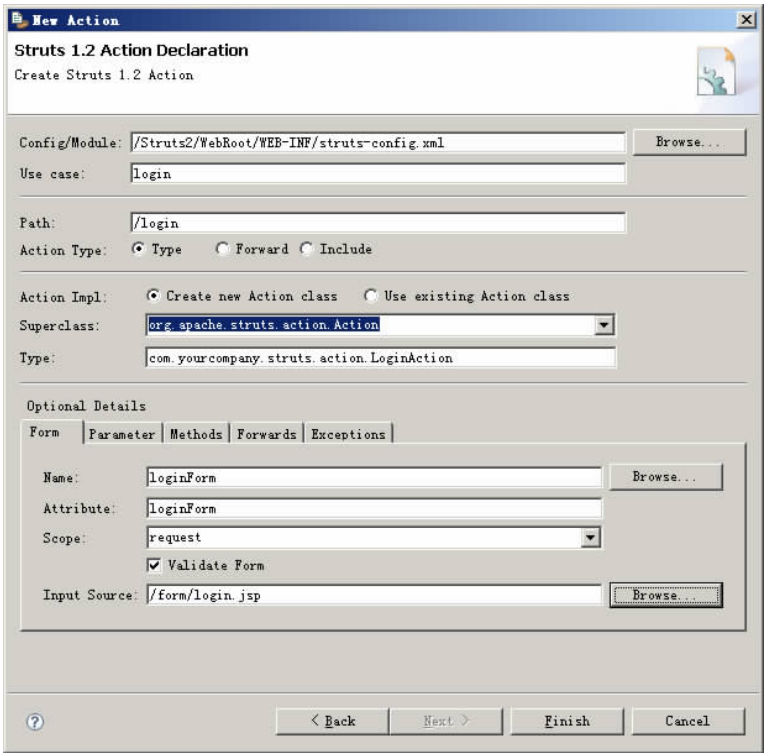 New Action
Struts 1.2 Action Declaration
Create Struts 1.2 Action
Config/Module: /Struts2/WebRoot/WEB-INF/struts-config.xml Browse...
Use case: login
Path: /login
Action Type: Type Forward Include
Action Impl: Create new Action class Use existing Action class
Superclass: org.apache.struts.action.Action
Type: com.yourcompany.struts.action.LoginAction
Optional Details
Form Parameter Methods Forwards Exceptions
Name: loginForm Browse...
Attribute: loginForm
Scope: request
Validate Form
Input Source: /form/login.jsp Browse...
? < Back Next > Finish Cancel